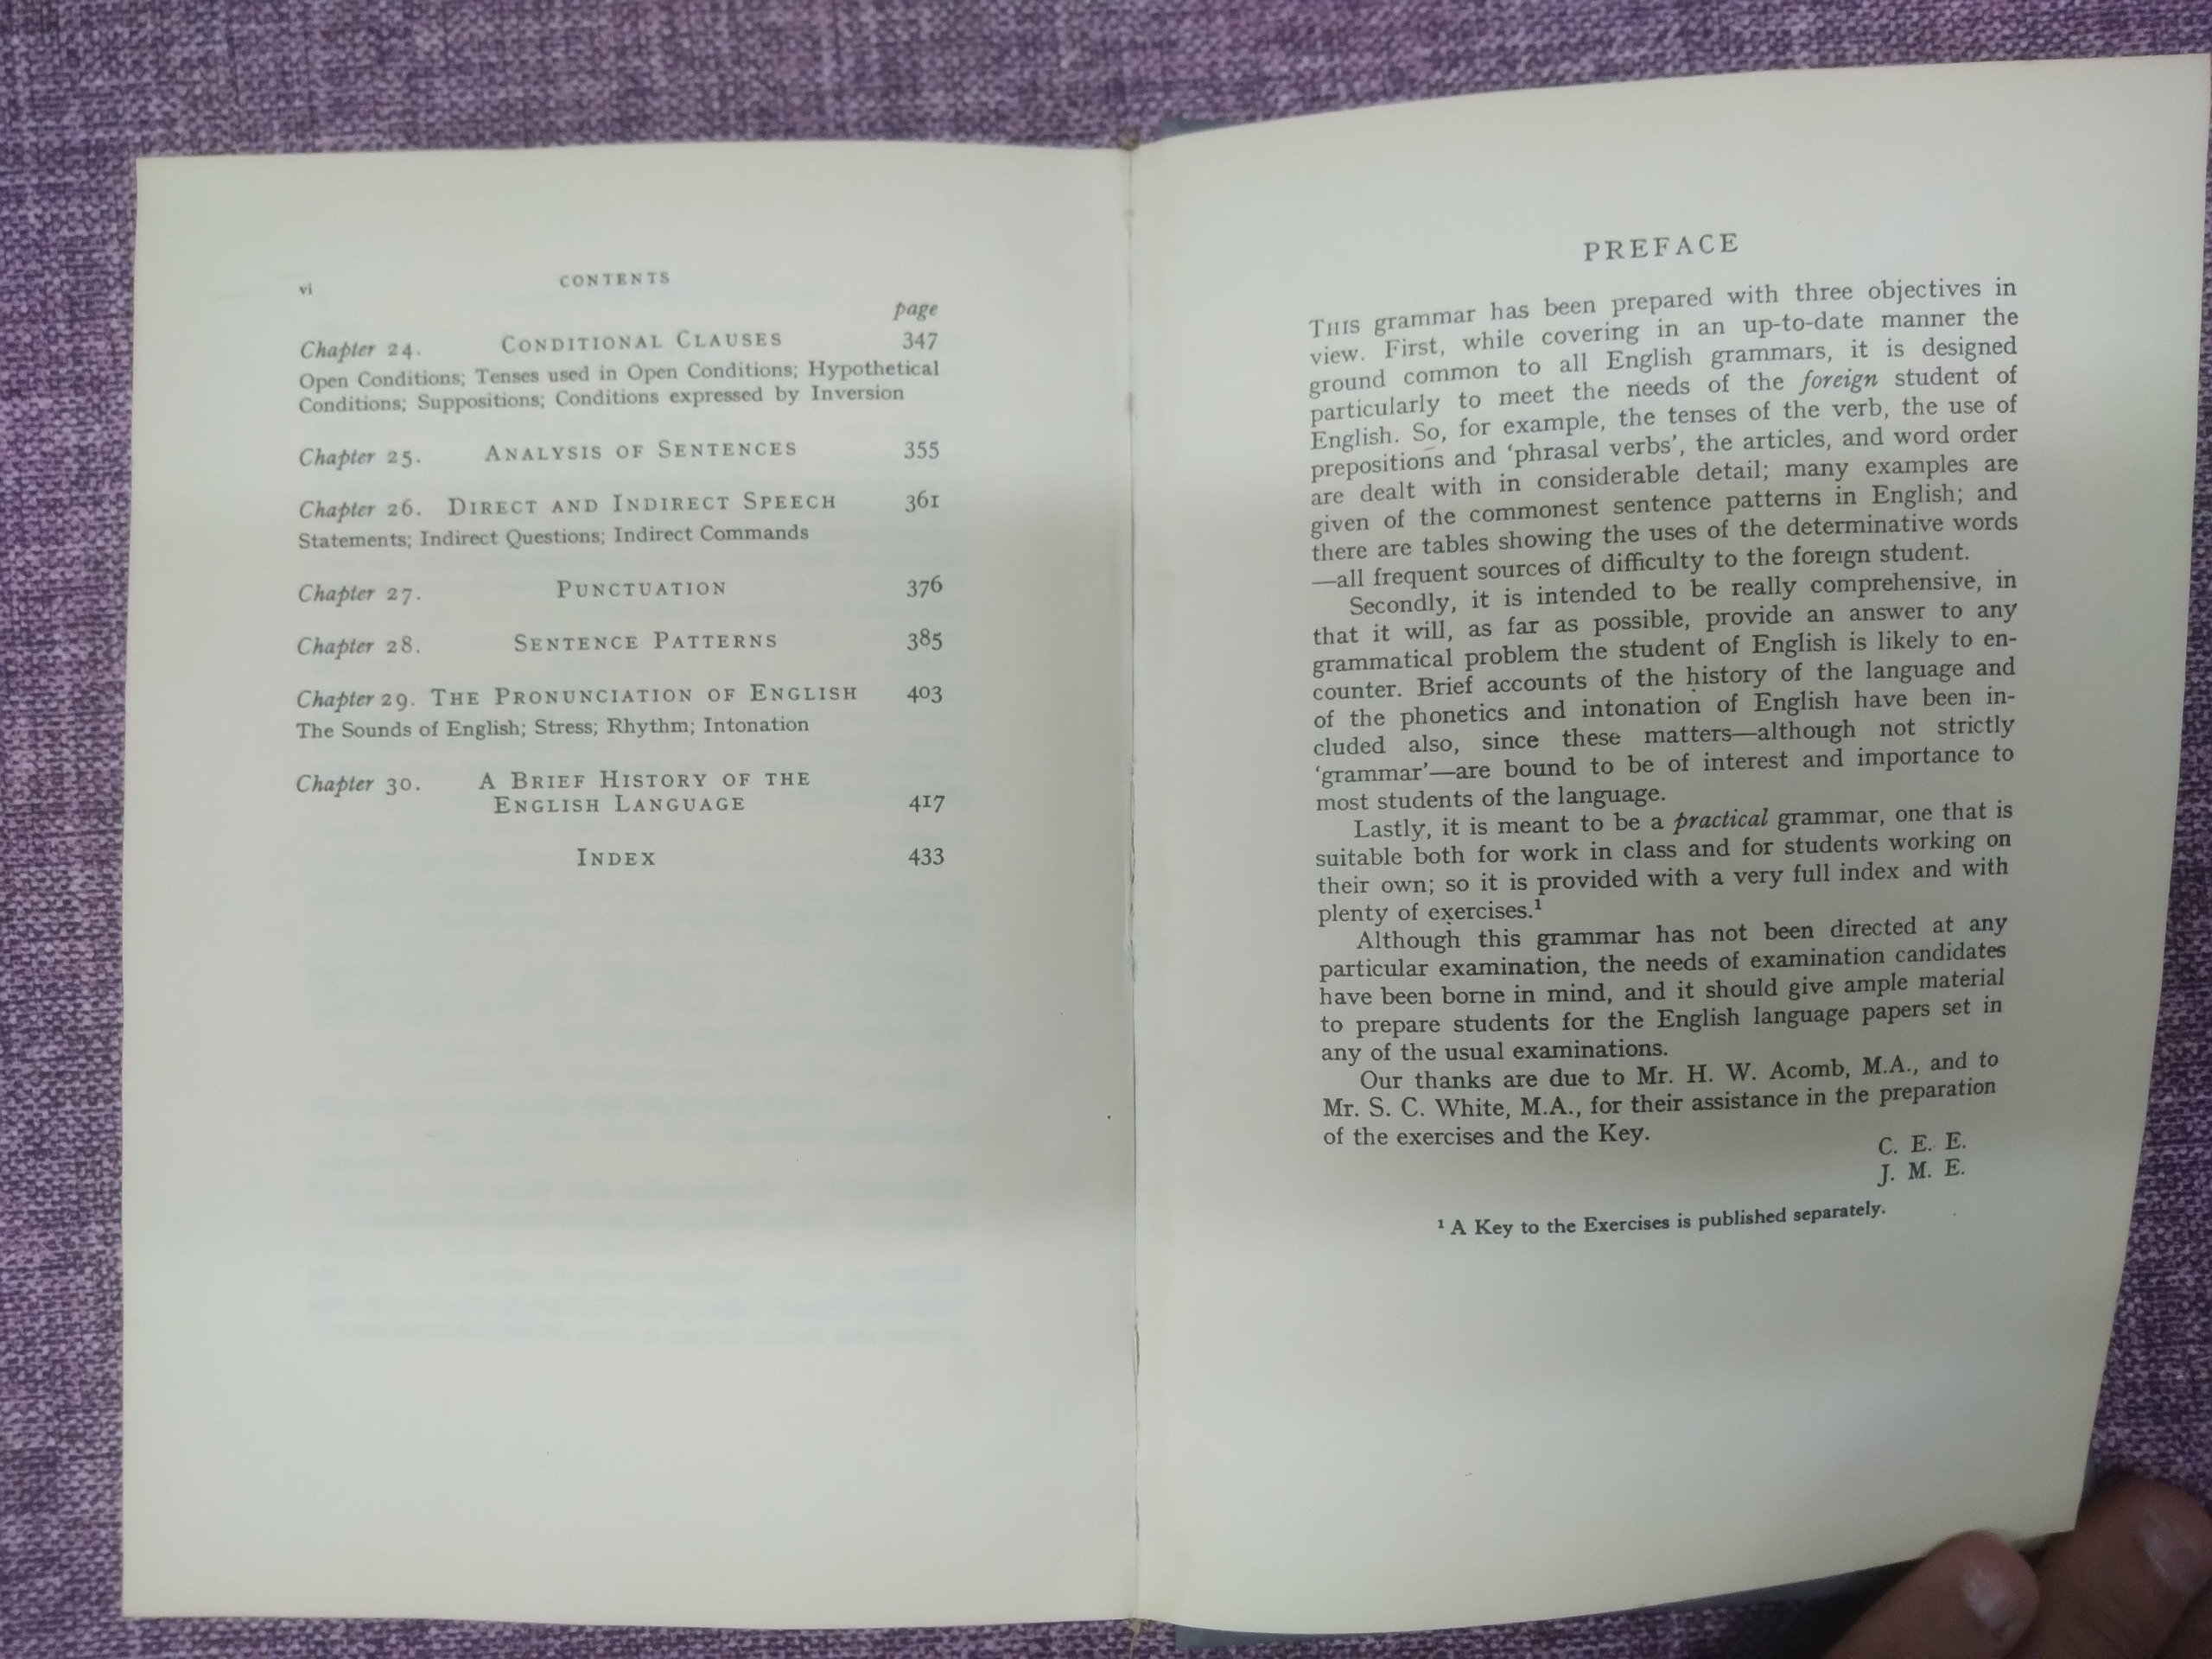 vi
CONTENTS
page
Chapter 24. CONDITIONAL CLAUSES 347
Open Conditions; Tenses used in Open Conditions; Hypothetical
Conditions; Suppositions; Conditions expressed by Inversion
Chapter 25. ANALYSIS OF SENTENCES 355
Chapter 26. DIRECT AND INDIRECT SPEECH 361
Statements; Indirect Questions; Indirect Commands
Chapter 27. PUNCTUATION 376
Chapter 28. SENTENCE PATTERNS 385
Chapter 29. THE PRONUNCIATION OF ENGLISH 403
The Sounds of English; Stress; Rhythm; Intonation
Chapter 30. A BRIEF HISTORY OF THE
ENGLISH LANGUAGE 417
INDEX 433
PREFACE
THIS grammar has been prepared with three objectives in
view. First, while covering in an up-to-date manner the
ground common to all English grammars, it is designed
particularly to meet the needs of the foreign student of
English. So, for example, the tenses of the verb, the use of
prepositions and ‘phrasal verbs’, the articles, and word order
are dealt with in considerable detail; many examples are
given of the commonest sentence patterns in English; and
there are tables showing the uses of the determinative words
—all frequent sources of difficulty to the foreign student.
Secondly, it is intended to be really comprehensive, in
that it will, as far as possible, provide an answer to any
grammatical problem the student of English is likely to en-
counter. Brief accounts of the history of the language and
of the phonetics and intonation of English have been in-
cluded also, since these matters—although not strictly
‘grammar’—are bound to be of interest and importance to
most students of the language.
Lastly, it is meant to be a practical grammar, one that is
suitable both for work in class and for students working on
their own; so it is provided with a very full index and with
plenty of exercises.¹
Although this grammar has not been directed at any
particular examination, the needs of examination candidates
have been borne in mind, and it should give ample material
to prepare students for the English language papers set in
any of the usual examinations.
Our thanks are due to Mr. H. W. Acomb, M.A., and to
Mr. S. C. White, M.A., for their assistance in the preparation
of the exercises and the Key.
C. E. E.
J. M. E.
¹ A Key to the Exercises is published separately.